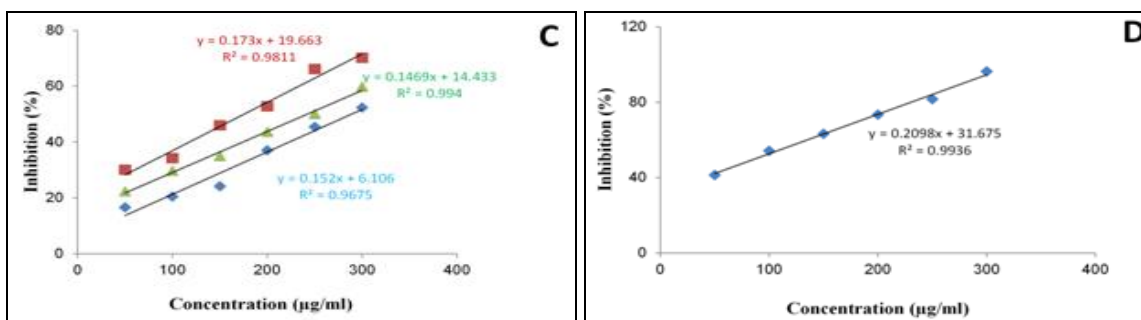 C
80
60
40
20
0
Inhibition (%)
y = 0.173x + 19.663
R² = 0.9811
y = 0.1469x + 14.433
R² = 0.994
y = 0.152x + 6.106
R² = 0.9675
0 100 200 300 400
Concentration (µg/ml)
D
120
80
40
0
Inhibition (%)
y = 0.2098x + 31.675
R² = 0.9936
0 100 200 300 400
Concentration (µg/ml)